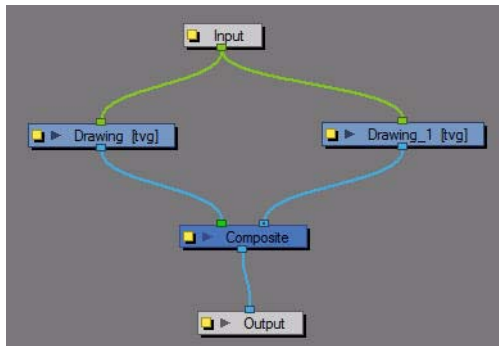 Input
Drawing [tvg]
Drawing_1 [tvg]
Composite
Output